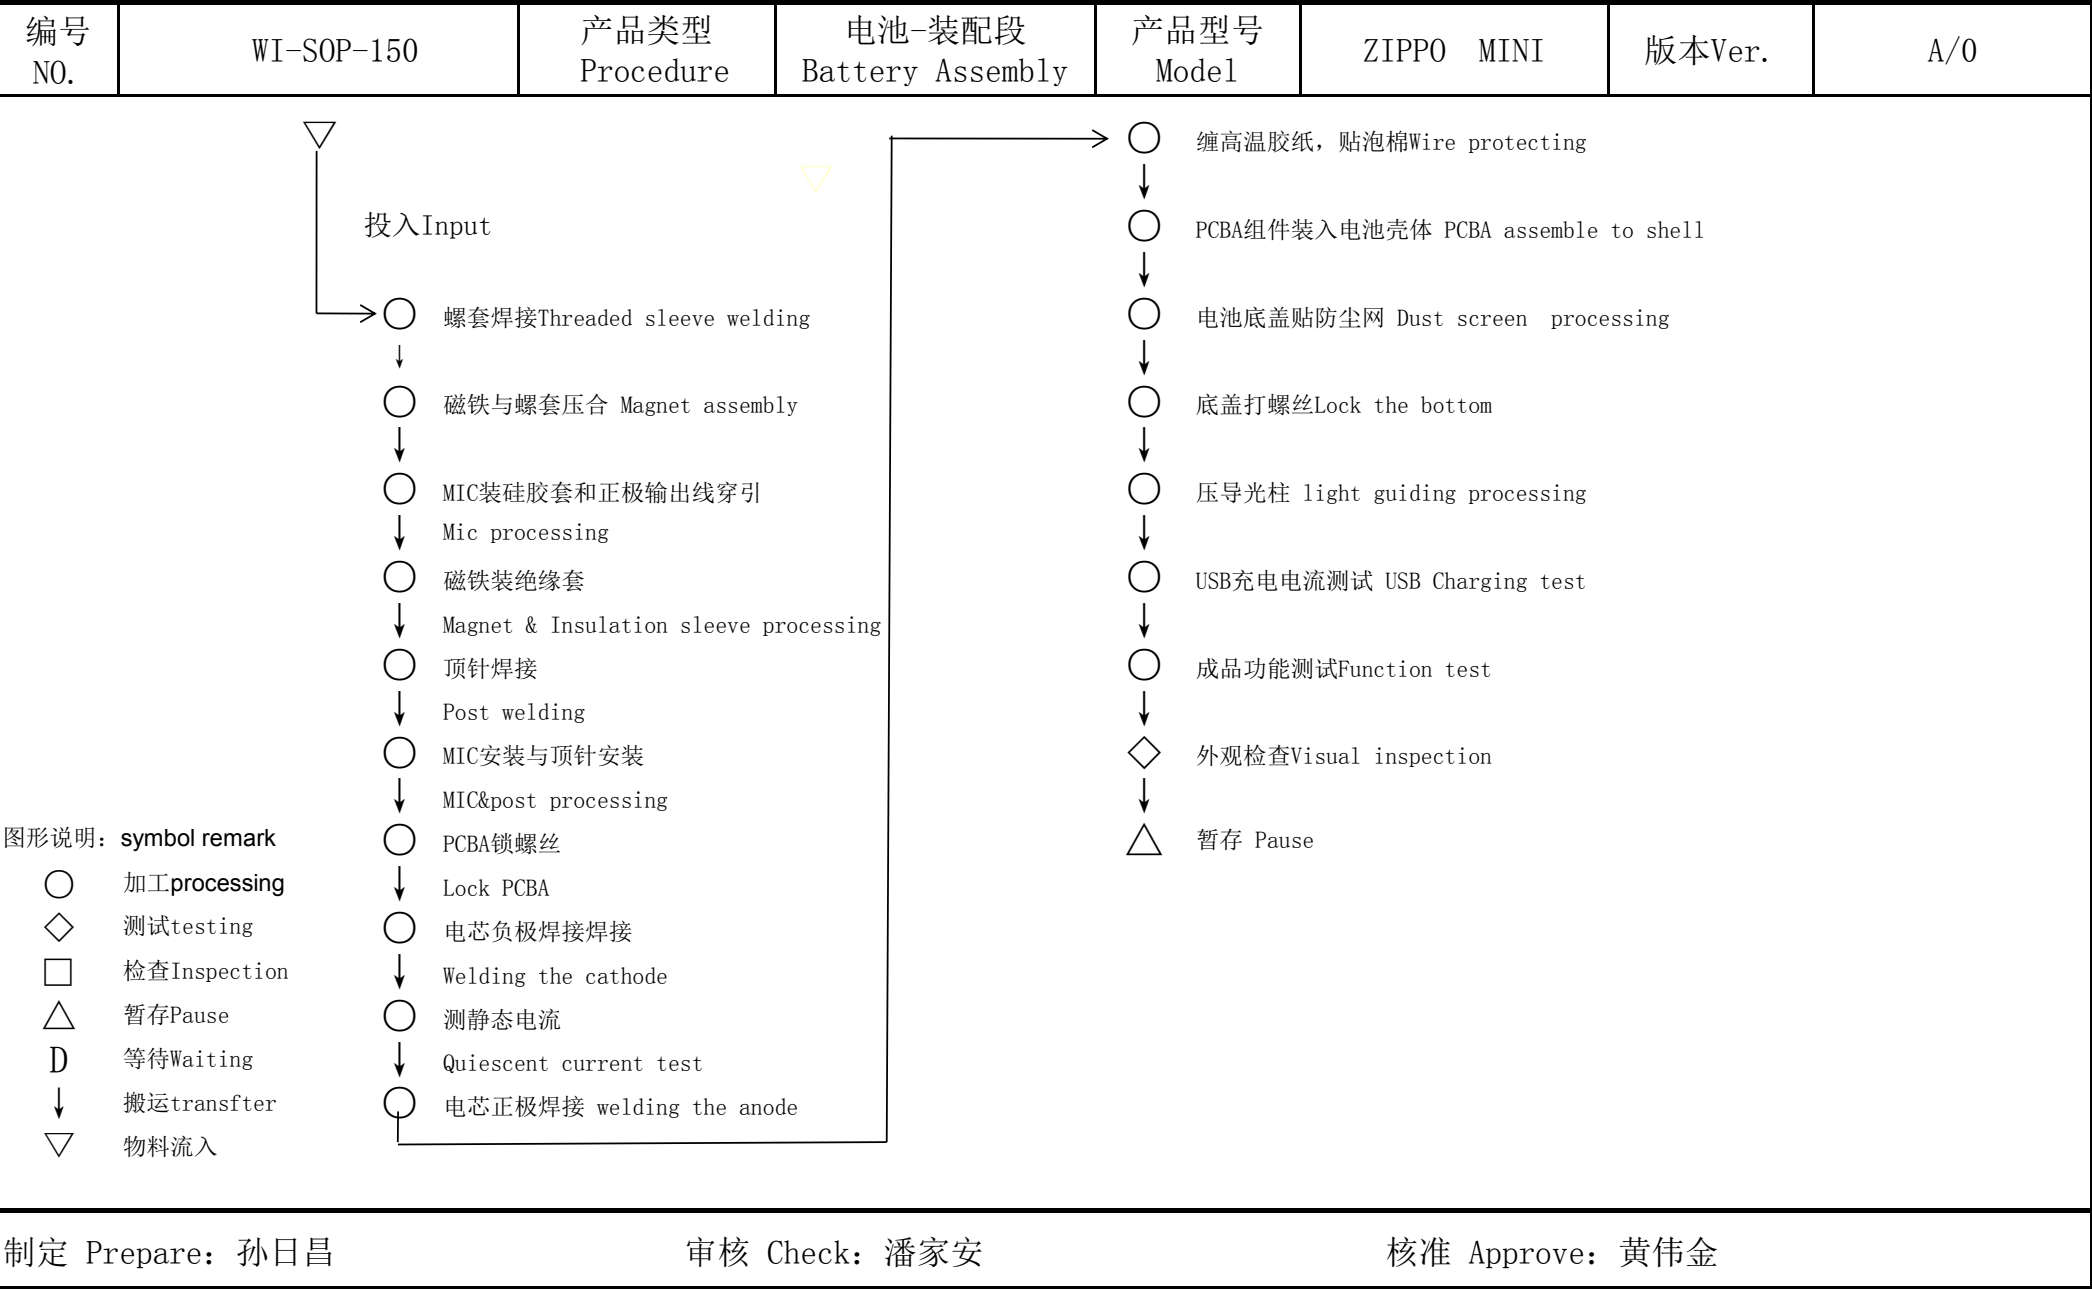 编号
NO.
WI-SOP-150
产品类型
Procedure
电池-装配段
Battery Assembly
产品型号
Model
ZIPPO MINI
版本Ver.
A/0
投入Input
螺套焊接Threaded sleeve welding
磁铁与螺套压合 Magnet assembly
MIC装硅胶套和正极输出线穿引
Mic processing
磁铁装绝缘套
Magnet & Insulation sleeve processing
顶针焊接
Post welding
MIC安装与顶针安装
MIC&post processing
PCBA锁螺丝
Lock PCBA
电芯负极焊接焊接
Welding the cathode
测静态电流
Quiescent current test
电芯正极焊接 welding the anode
缠高温胶纸，贴泡棉Wire protecting
PCBA组件装入电池壳体 PCBA assemble to shell
电池底盖贴防尘网 Dust screen processing
底盖打螺丝Lock the bottom
压导光柱 light guiding processing
USB充电电流测试 USB Charging test
成品功能测试Function test
外观检查Visual inspection
暂存 Pause
图形说明：symbol remark
加工processing
测试testing
检查Inspection
暂存Pause
D 等待Waiting
搬运transfter
物料流入
制定 Prepare：孙日昌
审核 Check：潘家安
核准 Approve：黄伟金